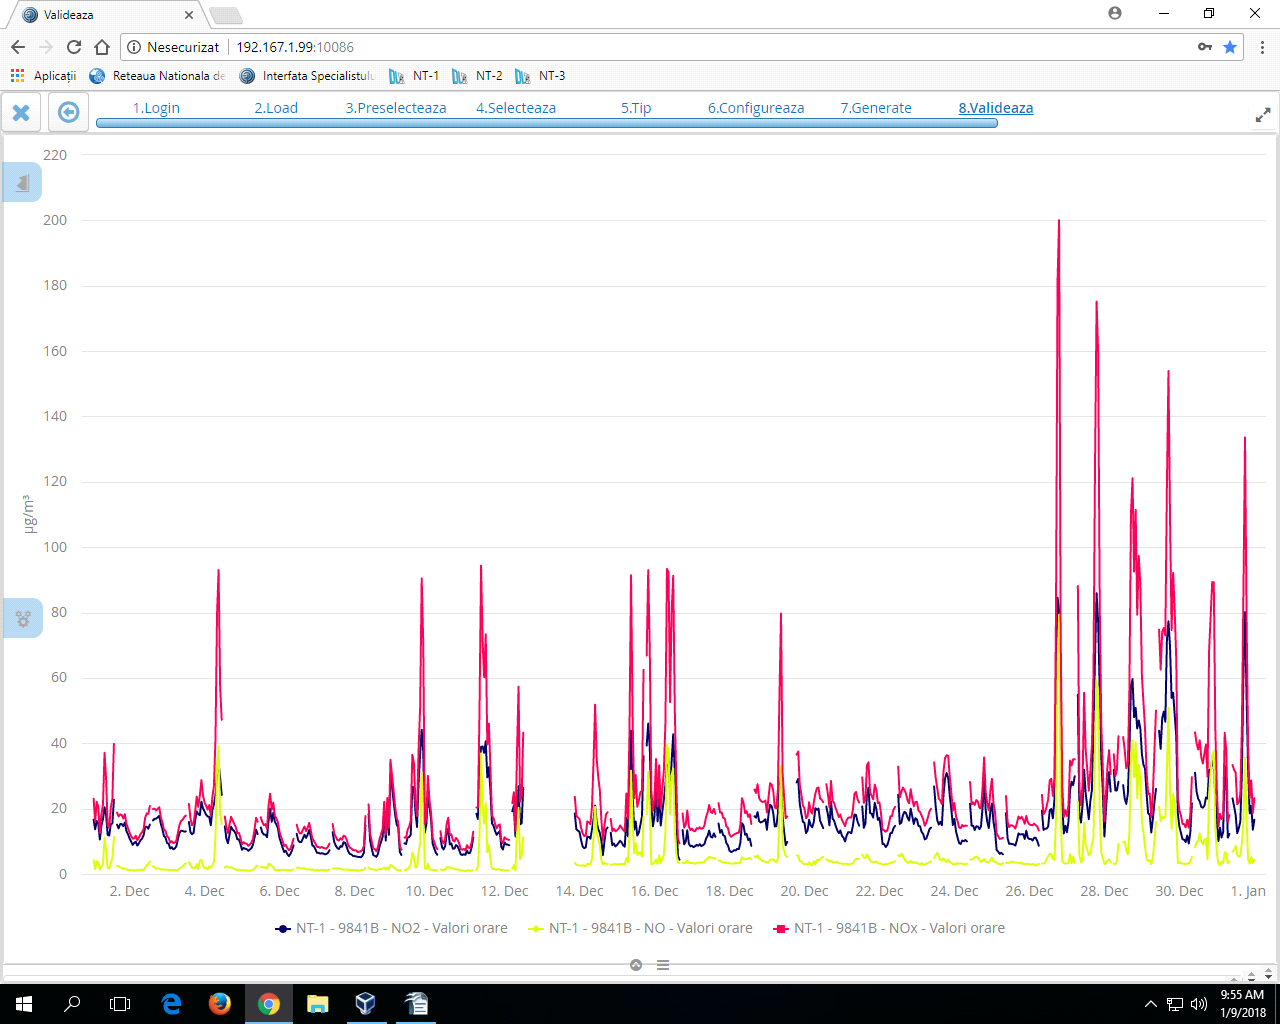 Valideaza
Nesecurizat 192.167.1.99:10086
Aplicații Reteaua Nationala de Interfata Specialistulu NT-1 NT-2 NT-3
1.Login 2.Load 3.Preselecteaza 4.Selecteaza 5.Tip 6.Configureaza 7.Generate 8.Valideaza
220
200
180
160
140
120
100
80
60
40
20
0
µg/m³
2. Dec 4. Dec 6. Dec 8. Dec 10. Dec 12. Dec 14. Dec 16. Dec 18. Dec 20. Dec 22. Dec 24. Dec 26. Dec 28. Dec 30. Dec 1. Jan
NT-1 - 9841B - NO2 - Valori orare NT-1 - 9841B - NO - Valori orare NT-1 - 9841B - NOx - Valori orare
9:55 AM
1/9/2018